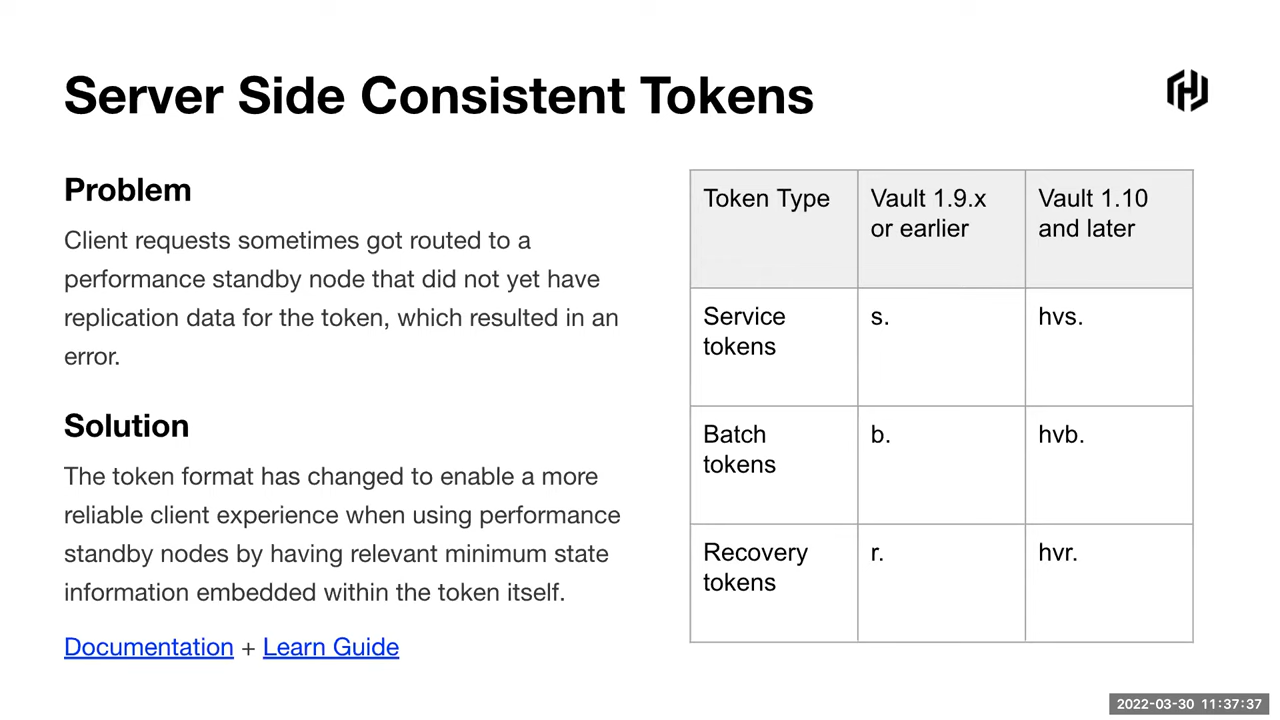 Server Side Consistent Tokens
Problem
Client requests sometimes got routed to a
performance standby node that did not yet have
replication data for the token, which resulted in an
error.
Solution
The token format has changed to enable a more
reliable client experience when using performance
standby nodes by having relevant minimum state
information embedded within the token itself.
Documentation + Learn Guide
Token Type
Vault 1.9.x
or earlier
Vault 1.10
and later
Service
tokens
s.
hvs.
Batch
tokens
b.
hvb.
Recovery
tokens
r.
hvr.
2022-03-30 11:37:37